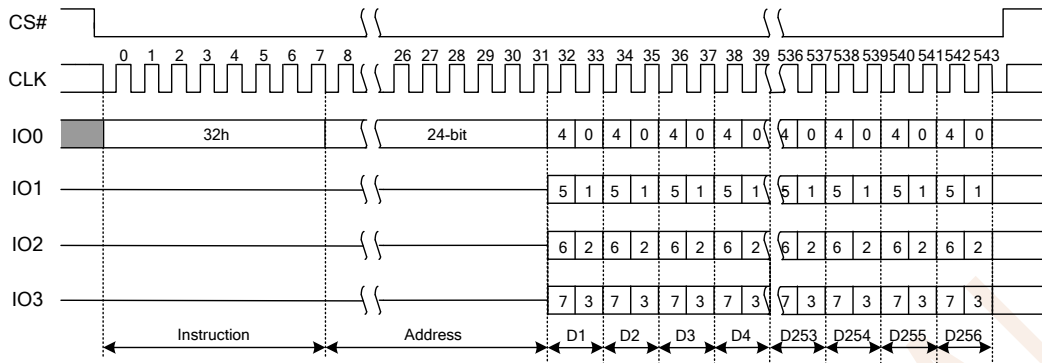 CS#
0 1 2 3 4 5 6 7 8 26 27 28 29 30 31 32 33 34 35 36 37 38 39 536 537 538 539 540 541 542 543
CLK
IO0 32h 24-bit 4 0 4 0 4 0 4 0 4 0 4 0 4 0 4 0
IO1 5 1 5 1 5 1 5 1 5 1 5 1 5 1 5 1
IO2 6 2 6 2 6 2 6 2 6 2 6 2 6 2 6 2
IO3 7 3 7 3 7 3 7 3 7 3 7 3 7 3 7 3
Instruction Address D1 D2 D3 D4 D253 D254 D255 D256